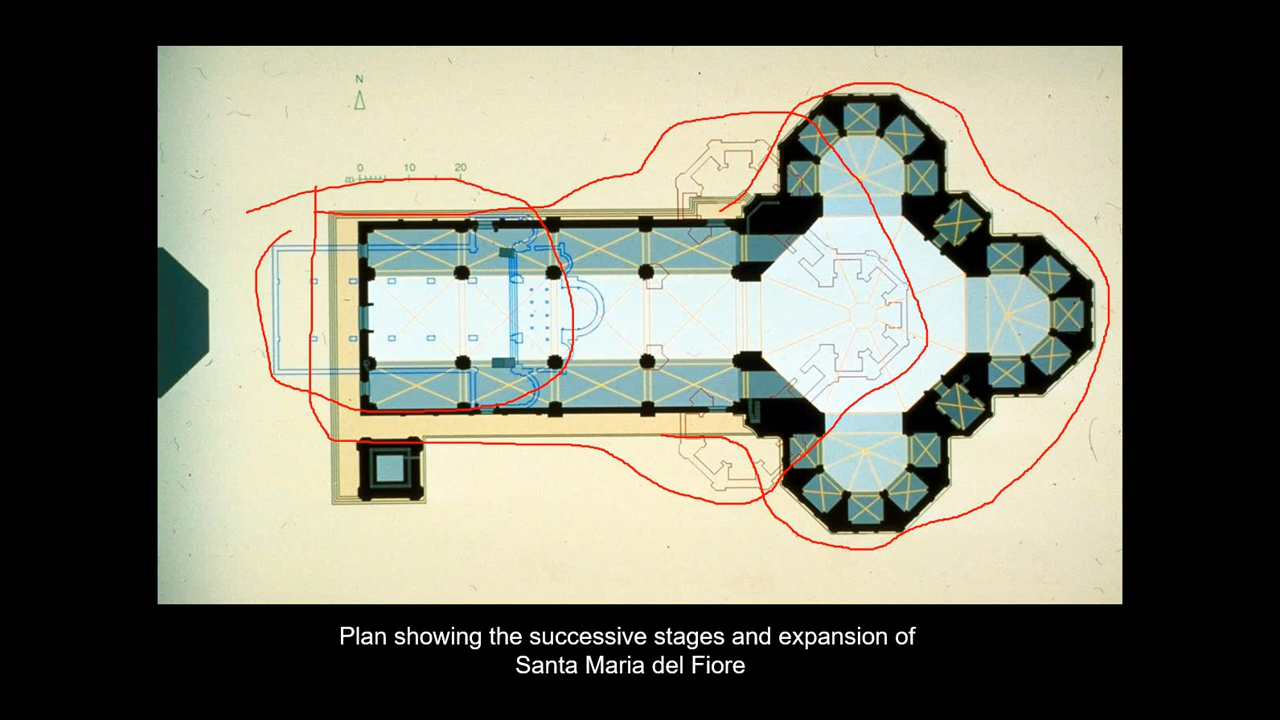 N
0 10 20
m
Plan showing the successive stages and expansion of
Santa Maria del Fiore